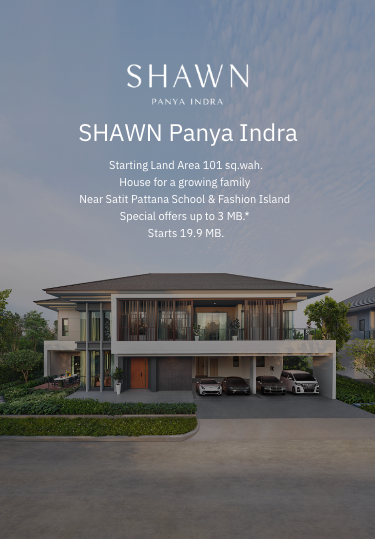 SHAWN
PANYA INDRA
SHAWN Panya Indra
Starting Land Area 101 sq.wah.
House for a growing family
Near Satit Pattana School & Fashion Island
Special offers up to 3 MB.*
Starts 19.9 MB.